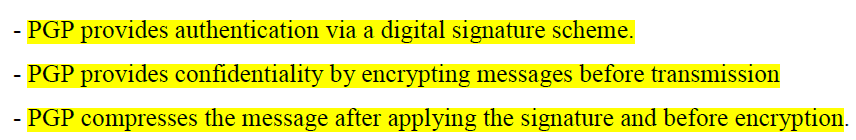 - PGP provides authentication via a digital signature scheme.
- PGP provides confidentiality by encrypting messages before transmission
- PGP compresses the message after applying the signature and before encryption.